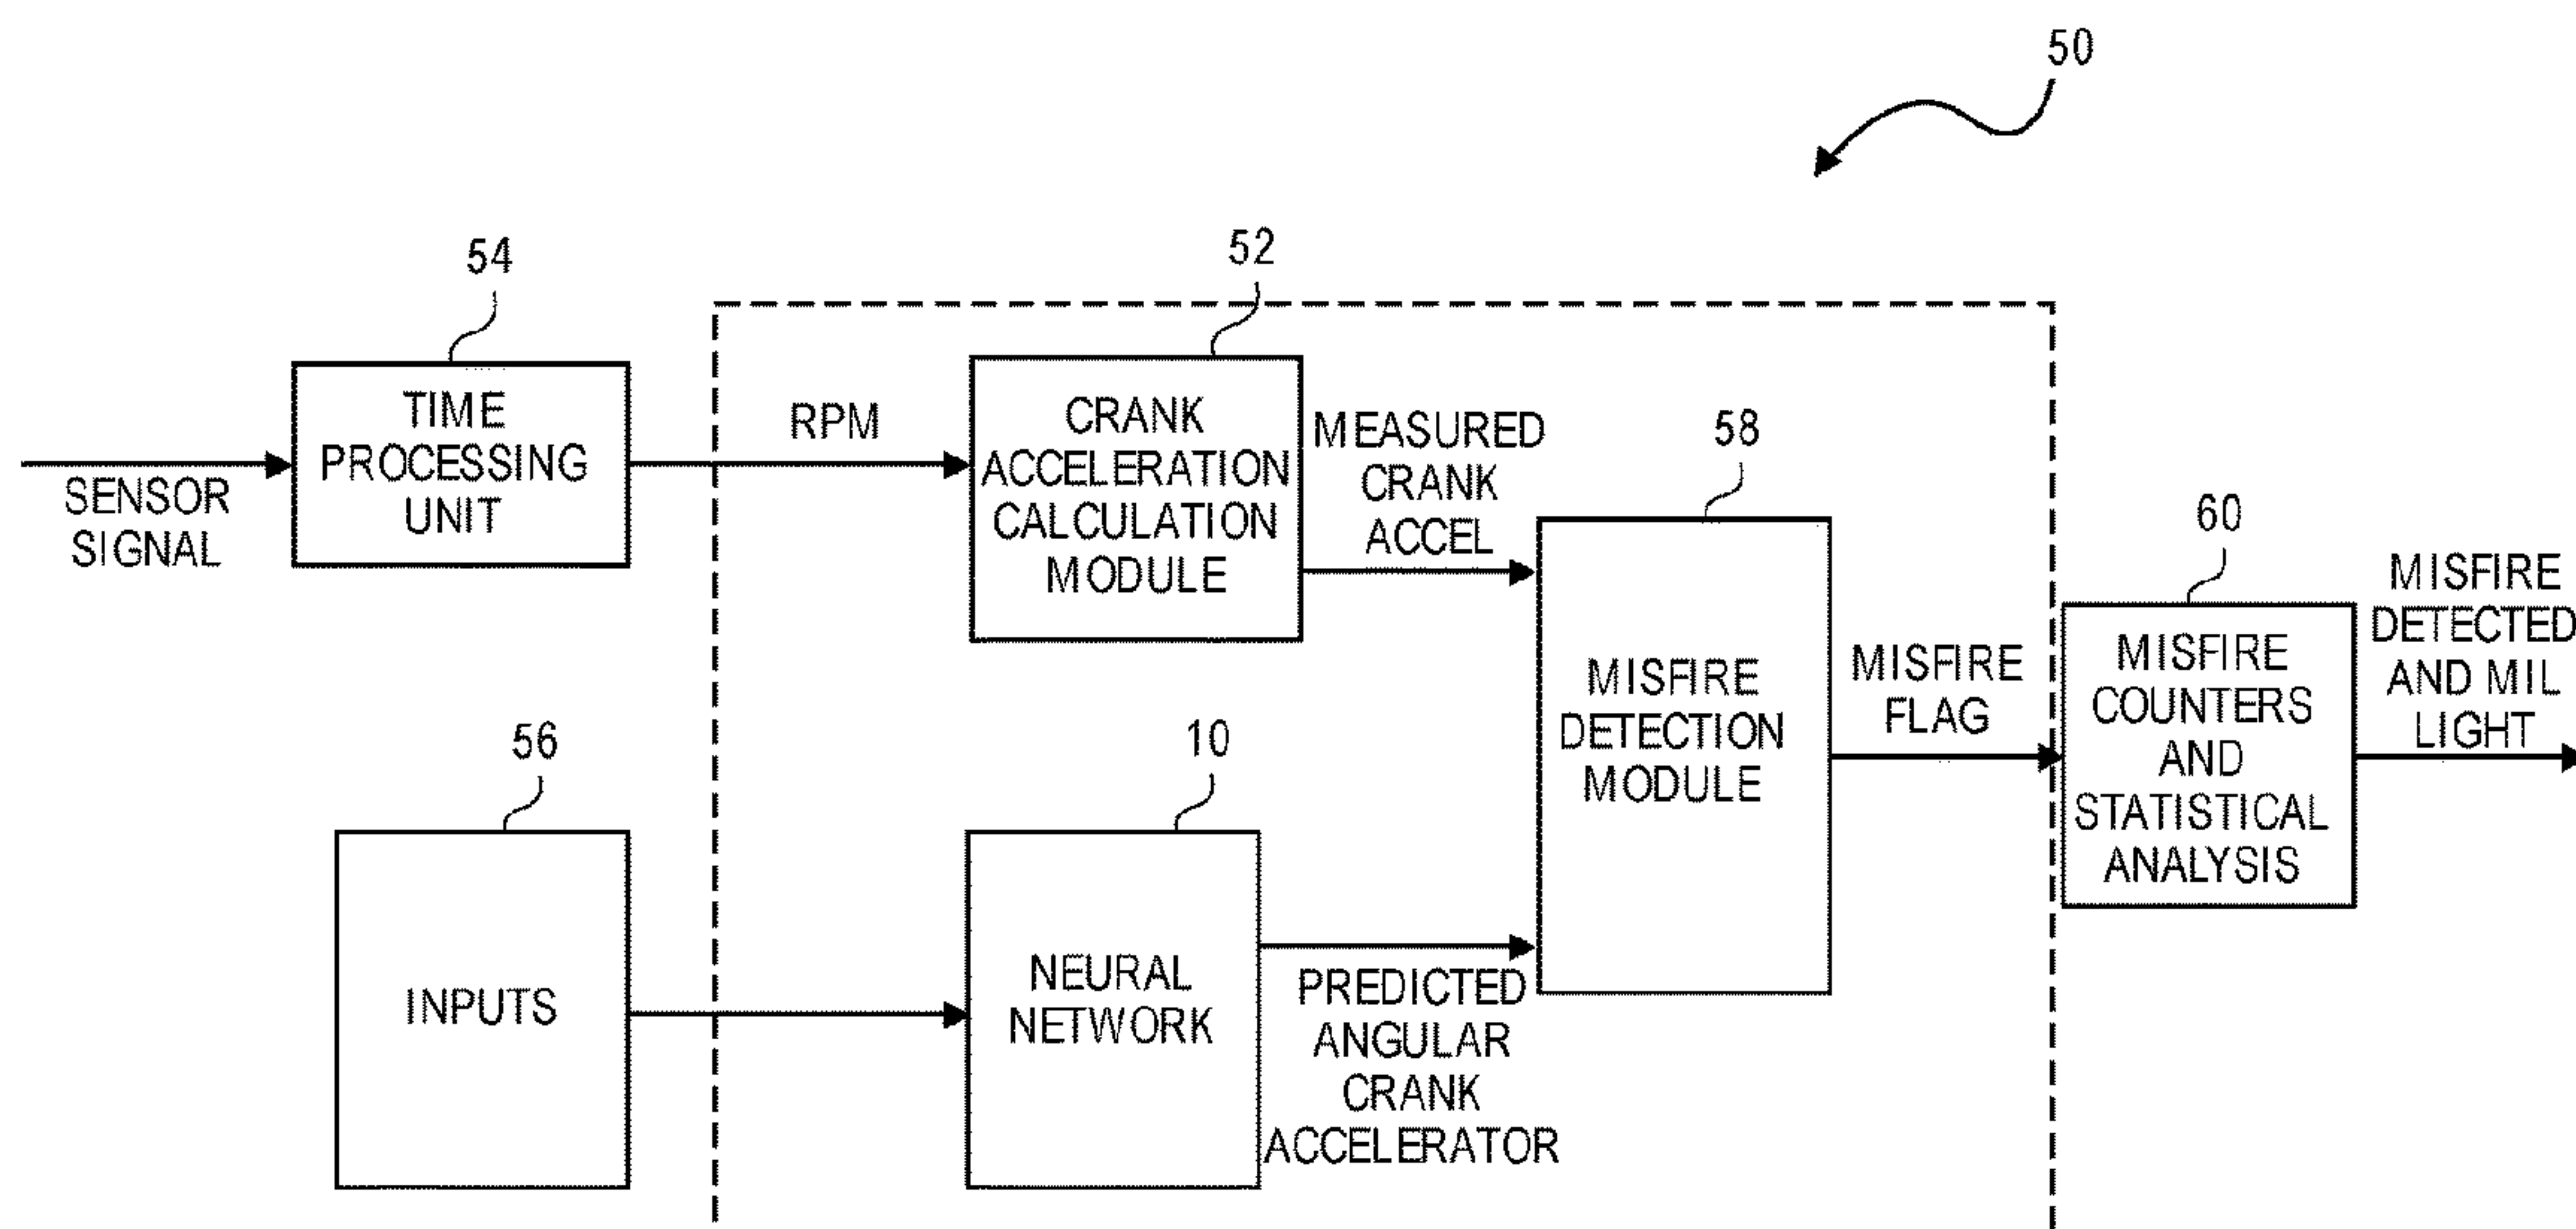 50
54
52
TIME
PROCESSING
UNIT
SENSOR
SIGNAL
RPM
CRANK
ACCELERATION
CALCULATION
MODULE
MEASURED
CRANK
ACCEL
58
MISFIRE
DETECTION
MODULE
MISFIRE
FLAG
60
MISFIRE
COUNTERS
AND
STATISTICAL
ANALYSIS
MISFIRE
DETECTED
AND MIL
LIGHT
56
INPUTS
10
NEURAL
NETWORK
PREDICTED
ANGULAR
CRANK
ACCELERATOR